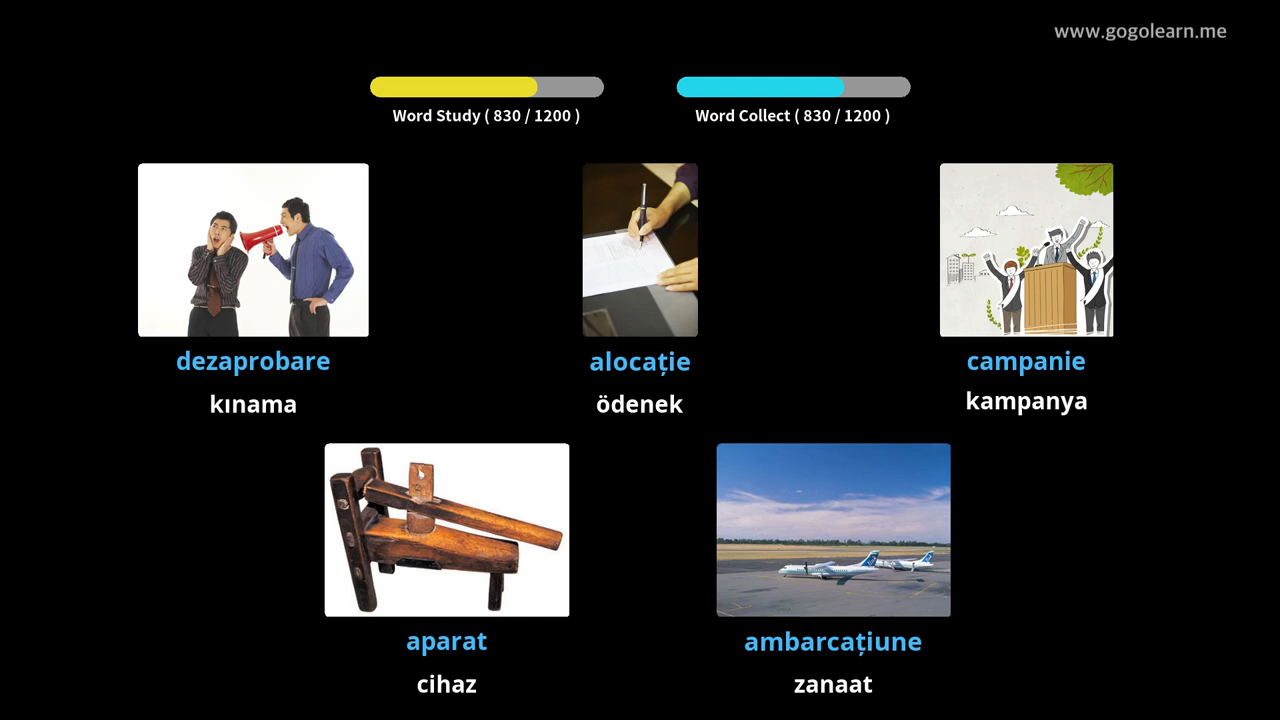 www.gogolearn.me
Word Study ( 830 / 1200 )
Word Collect ( 830 / 1200 )
dezaprobare
kınama
alocație
ödenek
campanie
kampanya
aparat
cihaz
ambarcațiune
zanaat